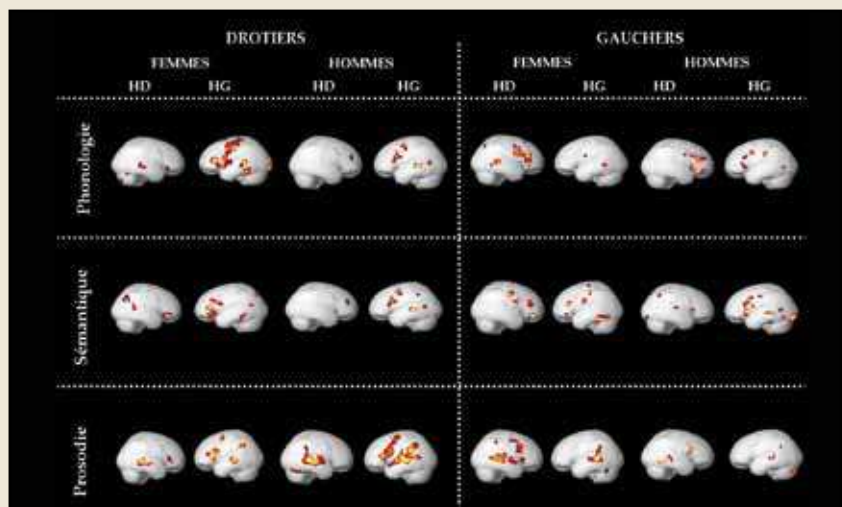 DROTIERS GAUCHERS
FEMMES HOMMES FEMMES HOMMES
HD HG HD HG HD HG HD HG
Phonologie
Sémantique
Prosodie